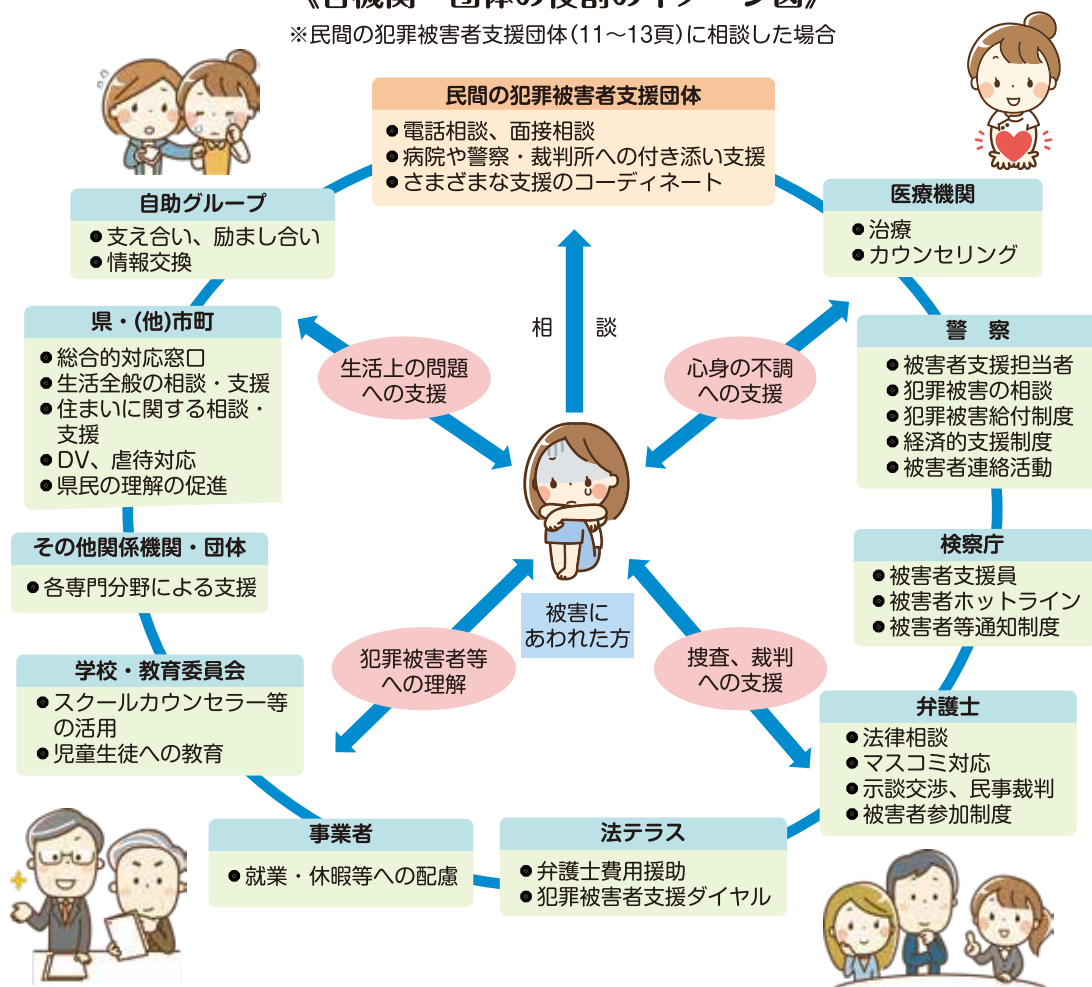 ※民間の犯罪被害者支援団体(11～13頁)に相談した場合
民間の犯罪被害者支援団体
●電話相談、面接相談
●病院や警察・裁判所への付き添い支援
●さまざまな支援のコーディネート
自助グループ
●支え合い、励まし合い
●情報交換
医療機関
●治療
●カウンセリング
県・(他)市町
●総合的対応窓口
●生活全般の相談・支援
●住まいに関する相談・
支援
●DV、虐待対応
●県民の理解の促進
警　察
●被害者支援担当者
●犯罪被害の相談
●犯罪被害給付制度
●経済的支援制度
●被害者連絡活動
相　談
生活上の問題
への支援
心身の不調
への支援
その他関係機関・団体
●各専門分野による支援
検察庁
●被害者支援員
●被害者ホットライン
●被害者等通知制度
被害に
あわれた方
犯罪被害者等
への理解
捜査、裁判
への支援
学校・教育委員会
●スクールカウンセラー等
の活用
●児童生徒への教育
弁護士
●法律相談
●マスコミ対応
●示談交渉、民事裁判
●被害者参加制度
事業者
●就業・休暇等への配慮
法テラス
●弁護士費用援助
●犯罪被害者支援ダイヤル